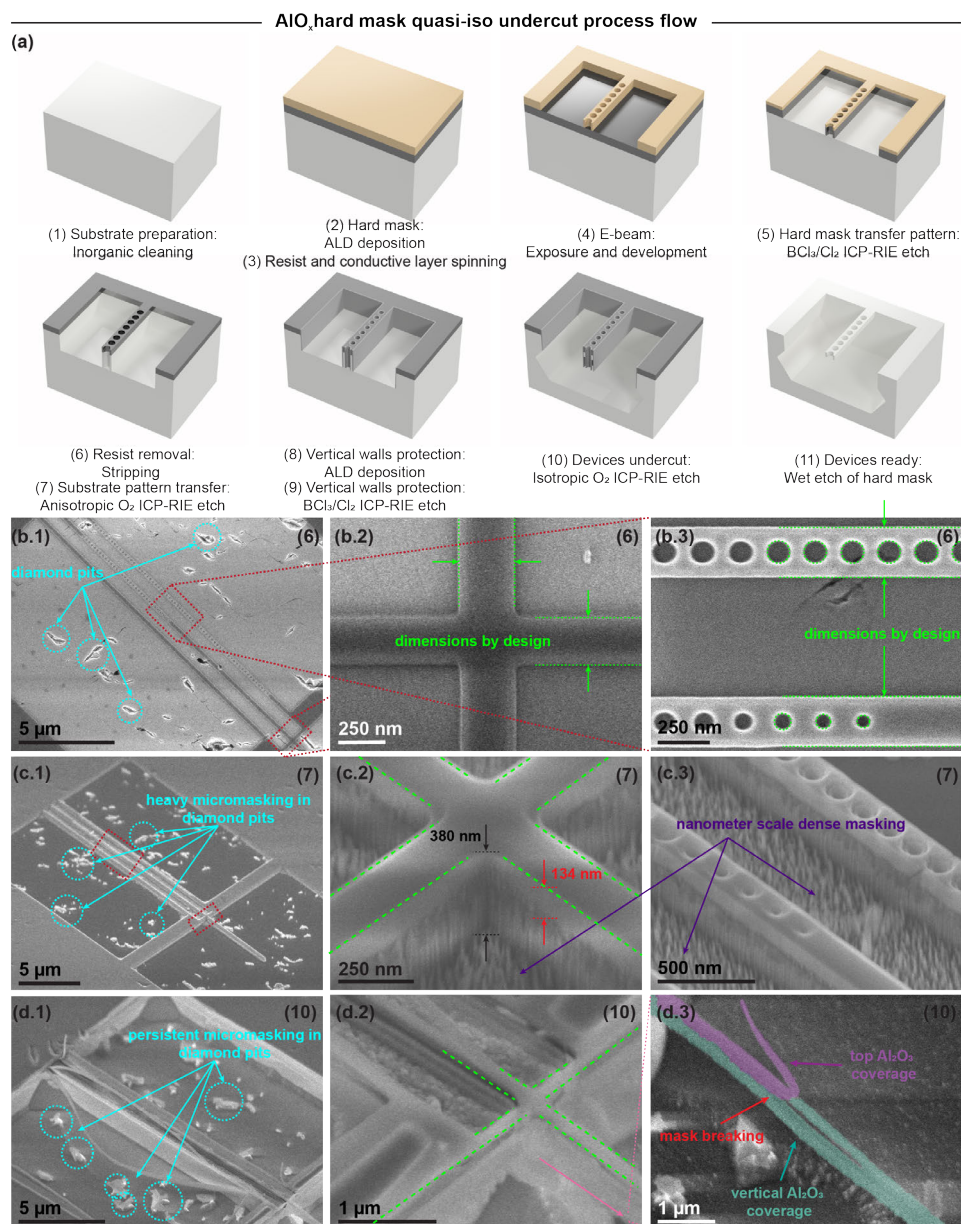 AlOₓhard mask quasi-iso undercut process flow
(a)
(1) Substrate preparation:
Inorganic cleaning
(2) Hard mask:
ALD deposition
(3) Resist and conductive layer spinning
(4) E-beam:
Exposure and development
(5) Hard mask transfer pattern:
BCl₃/Cl₂ ICP-RIE etch
(6) Resist removal:
Stripping
(7) Substrate pattern transfer:
Anisotropic O₂ ICP-RIE etch
(8) Vertical walls protection:
ALD deposition
(9) Vertical walls protection:
BCl₃/Cl₂ ICP-RIE etch
(10) Devices undercut:
Isotropic O₂ ICP-RIE etch
(11) Devices ready:
Wet etch of hard mask
(b.1)
(6)
diamond pits
5 µm
(b.2)
(6)
dimensions by design
250 nm
(b.3)
(6)
dimensions by design
250 nm
(c.1)
(7)
heavy micromasking in
diamond pits
5 µm
(c.2)
(7)
380 nm
134 nm
250 nm
(c.3)
(7)
nanometer scale dense masking
500 nm
(d.1)
(10)
persistent micromasking in
diamond pits
5 µm
(d.2)
(10)
1 µm
(d.3)
(10)
top Al₂O₃
coverage
mask breaking
vertical Al₂O₃
coverage
1 µm